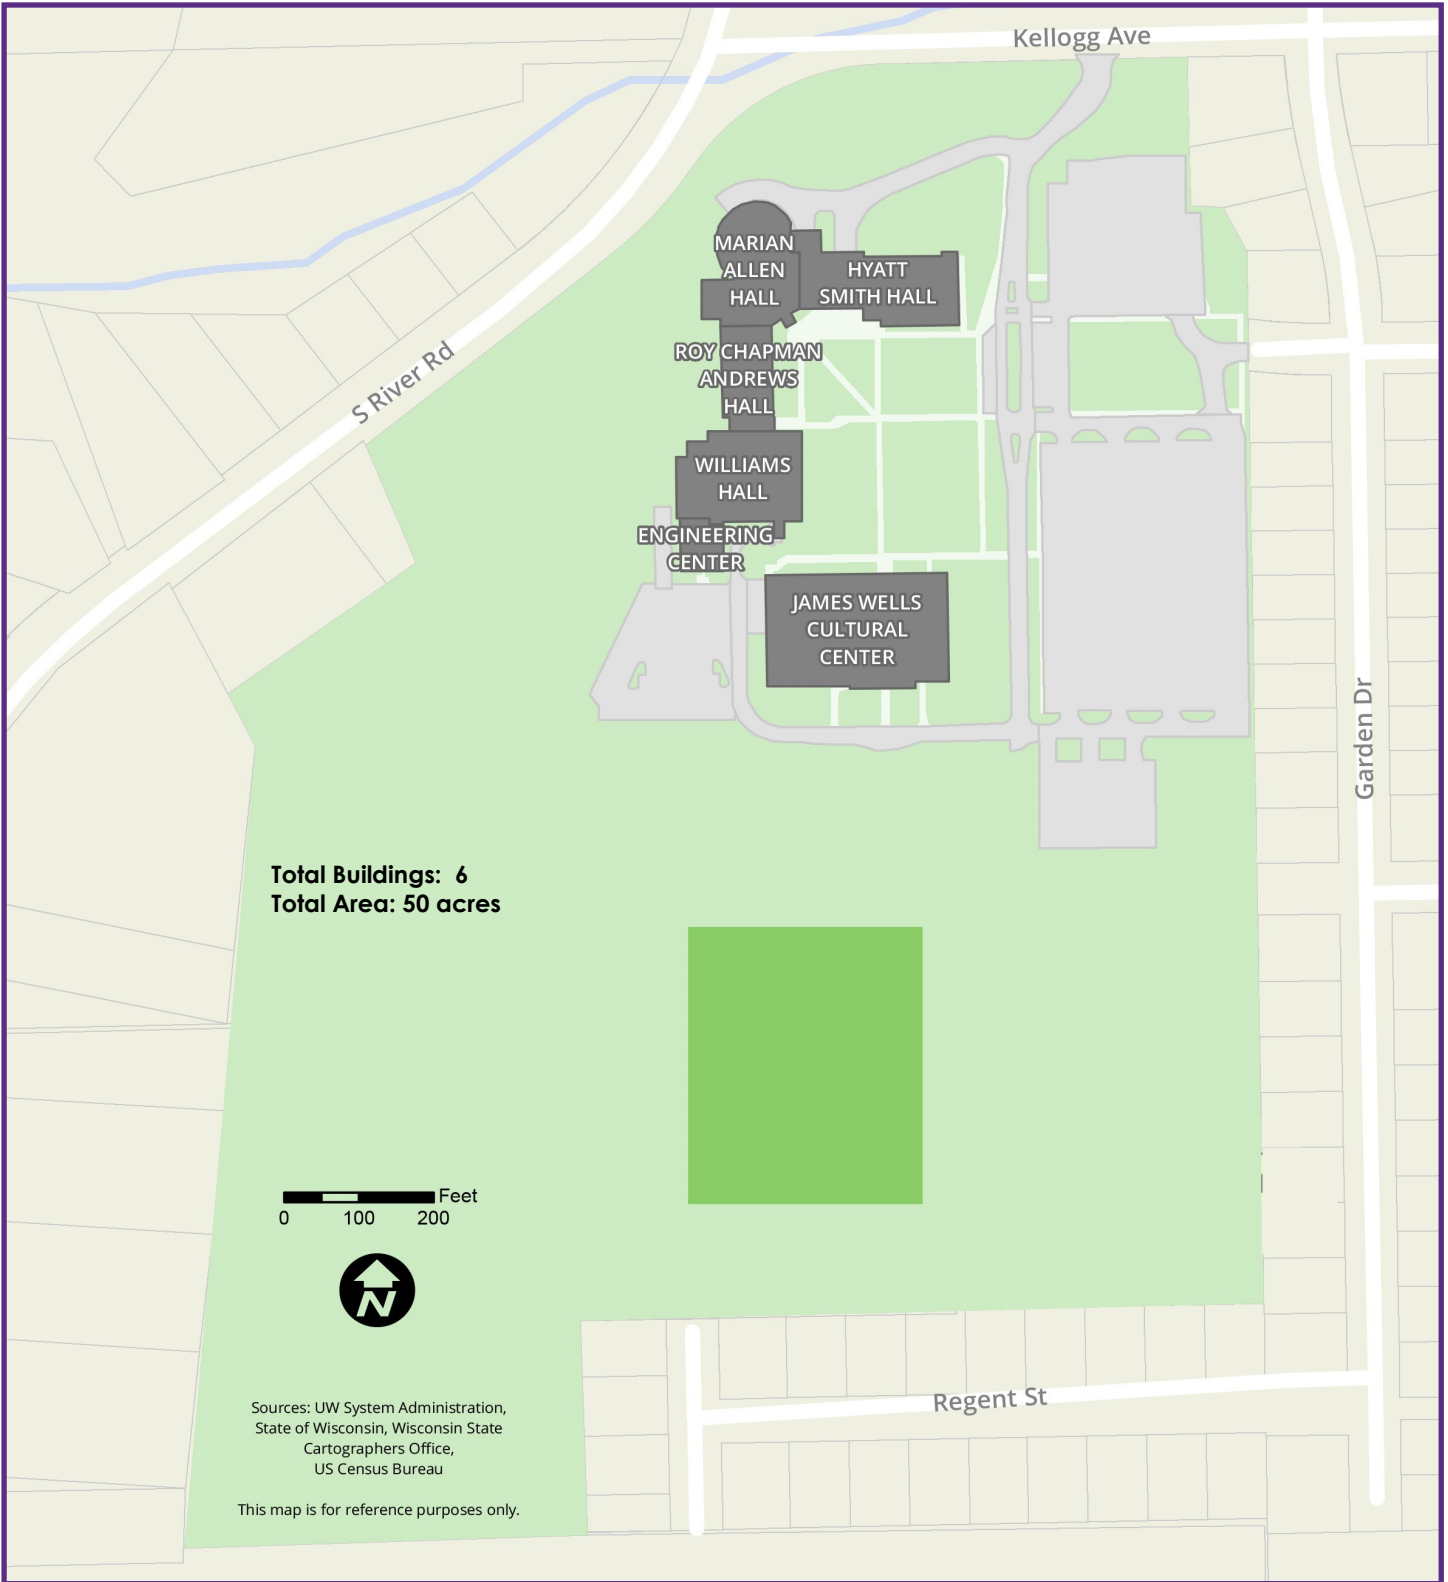 Kellogg Ave
MARIAN
ALLEN
HALL
HYATT
SMITH HALL
ROY CHAPMAN
ANDREWS
HALL
S River Rd
WILLIAMS
HALL
ENGINEERING
CENTER
JAMES WELLS
CULTURAL
CENTER
Garden Dr
Total Buildings: 6
Total Area: 50 acres
Feet
0 100 200
N
Regent St
Sources: UW System Administration,
State of Wisconsin, Wisconsin State
Cartographers Office,
US Census Bureau
This map is for reference purposes only.